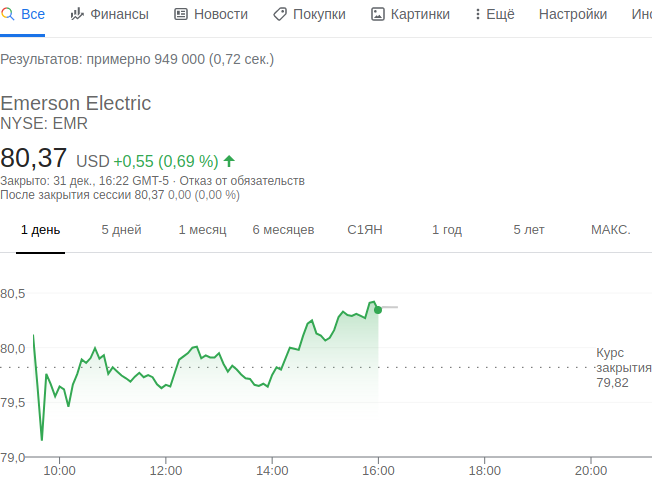 Все Финансы Новости Покупки Картинки Ещё Настройки Инс
Результатов: примерно 949 000 (0,72 сек.)
Emerson Electric
NYSE: EMR
80,37 USD +0,55 (0,69 %)
Закрыто: 31 дек., 16:22 GMT-5 · Отказ от обязательств
После закрытия сессии 80,37 0,00 (0,00 %)
1 день 5 дней 1 месяц 6 месяцев С1ЯН 1 год 5 лет МАКС.
80,5
80,0
Курс
закрытия
79,82
79,5
79,0
10:00 12:00 14:00 16:00 18:00 20:00